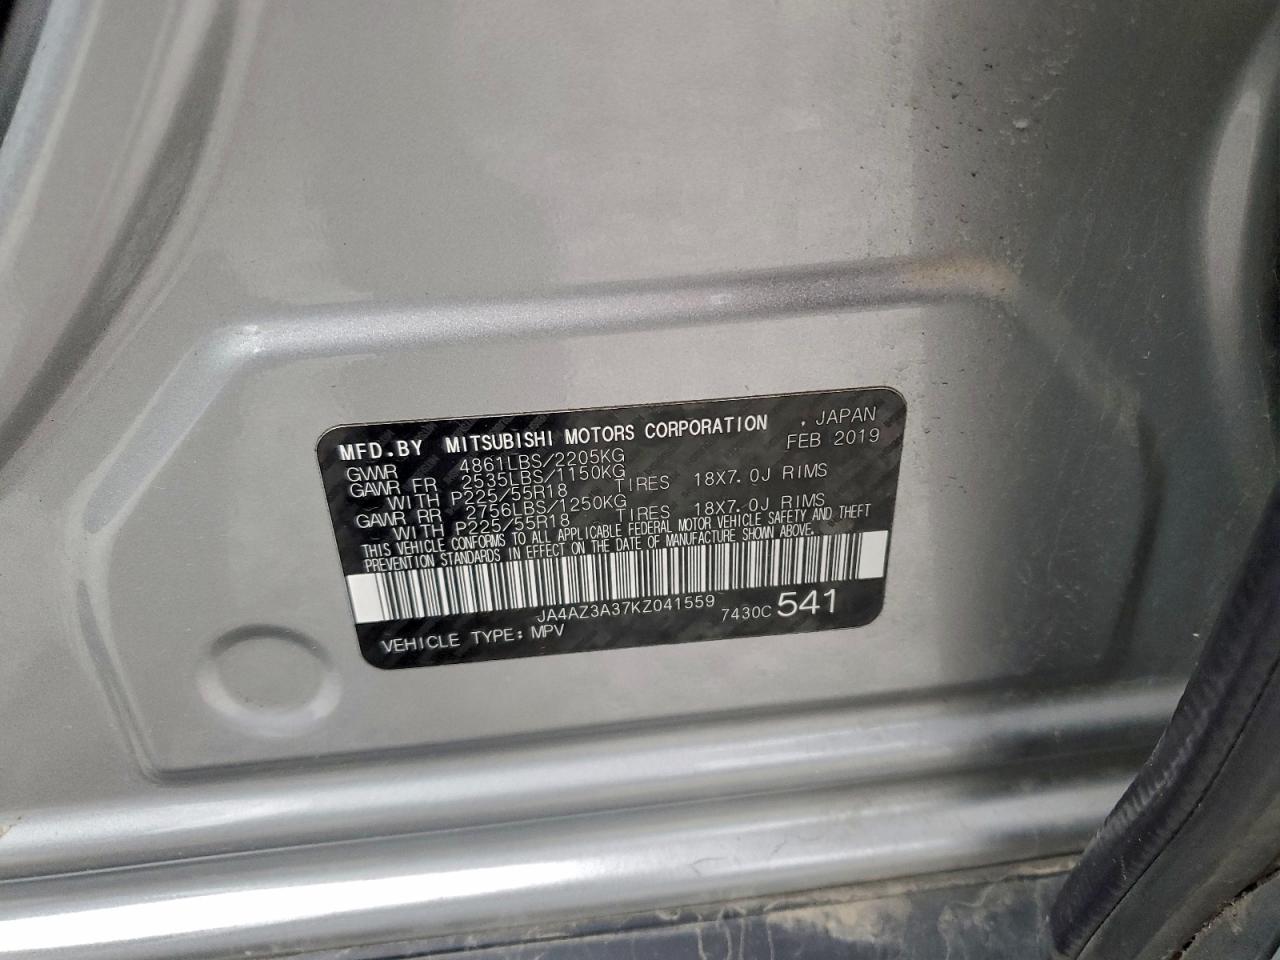 MFD. BY MITSUBISHI MOTORS CORPORATION , JAPAN
FEB 2019
GVWR 4861LBS/2205KG
GAWR FR 2535LBS/1150KG
WITH P225/55R18 TIRES 18X7.0J RIMS
GAWR RR 2756LBS/1250KG
WITH P225/55R18 TIRES 18X7.0J RIMS
THIS VEHICLE CONFORMS TO ALL APPLICABLE FEDERAL MOTOR VEHICLE SAFETY AND THEFT
PREVENTION STANDARDS IN EFFECT ON THE DATE OF MANUFACTURE SHOWN ABOVE.
JA4AZ3A37KZ041559
VEHICLE TYPE: MPV 7430C 541